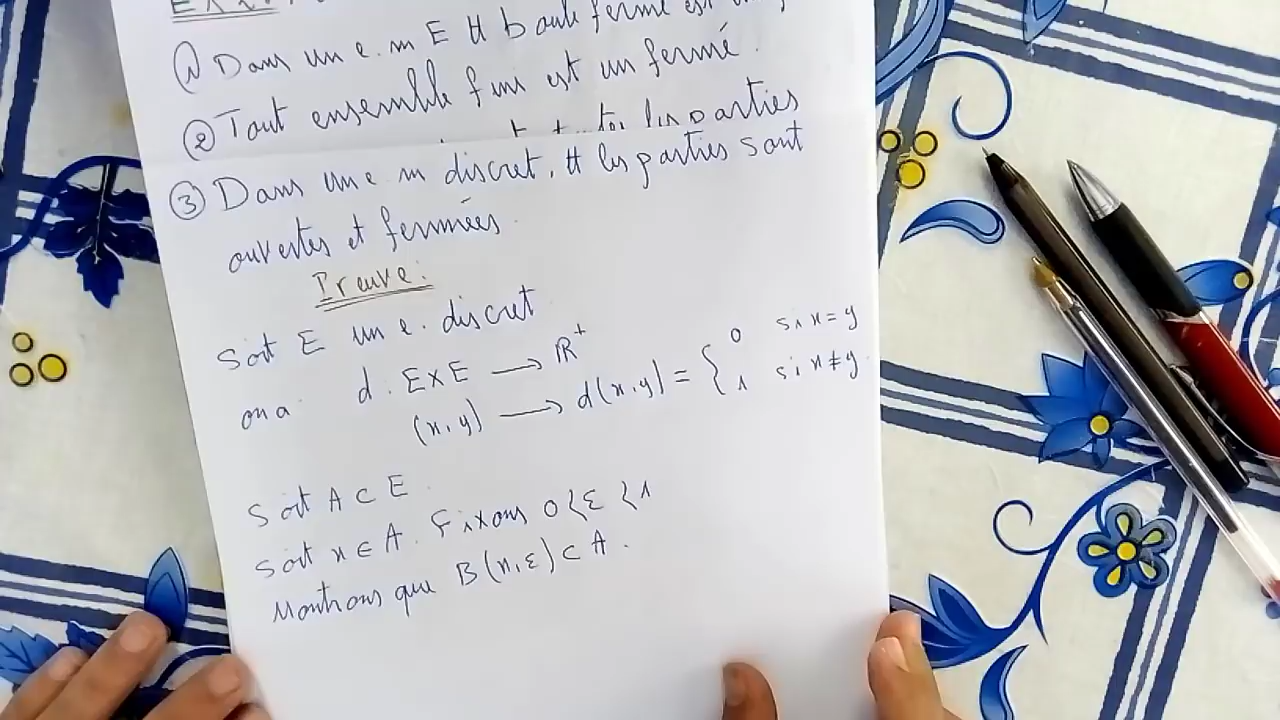 ① Dans un e.m E tt boule fermé est
② Tout ensemble fini est un fermé.
les parties
③ Dans un e.m discret, tt les parties sont
ouvertes et fermées.
Preuve:
Soit E un e. discret
on a: d: E×E → ℝ⁺
(x,y) → d(x,y) = { 0 si x=y
1 si x≠y
Soit A ⊂ E.
Soit x ∈ A. Fixons 0<ε<1
Montrons que B(x,ε) ⊂ A.